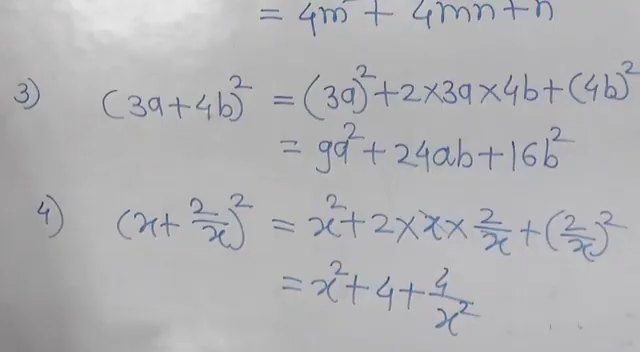 = 4m² + 4mn + n
3) (3a+4b)² = (3a)² + 2×3a×4b + (4b)²
= 9a² + 24ab + 16b²
4) (x + 2/x)² = x² + 2×x×2/x + (2/x)²
= x² + 4 + 4/x²